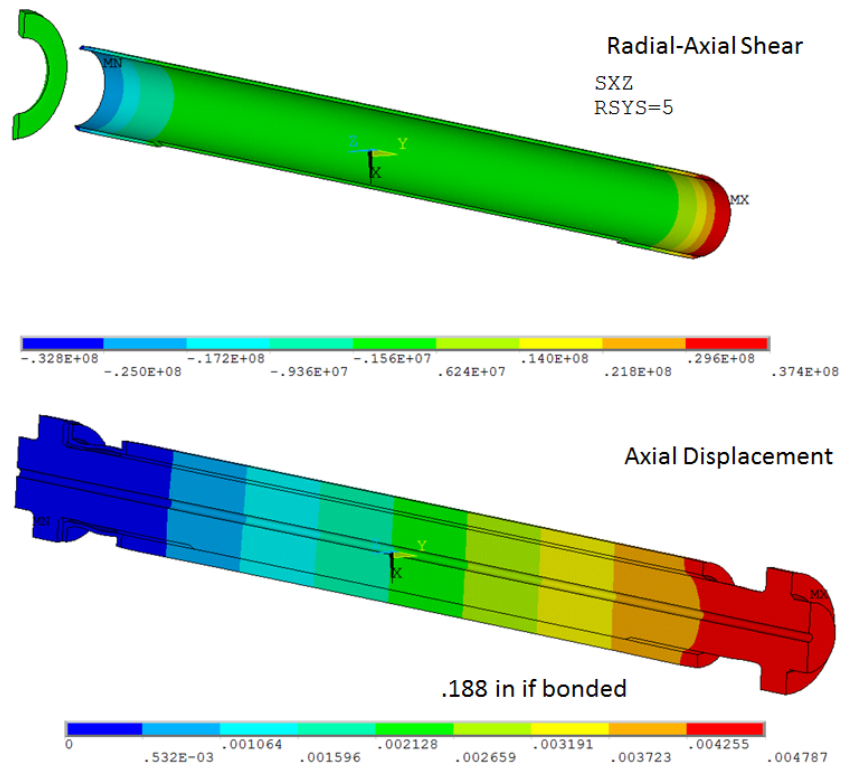 Radial-Axial Shear
MN
SXZ
RSYS=5
Z Y
X
MX
-.328E+08 -.172E+08 -.156E+07 .140E+08 .296E+08
-.250E+08 -.936E+07 .624E+07 .218E+08 .374E+08
Axial Displacement
MN
Y
X
MX
.188 in if bonded
0 .001064 .002128 .003191 .004255
.532E-03 .001596 .002659 .003723 .004787